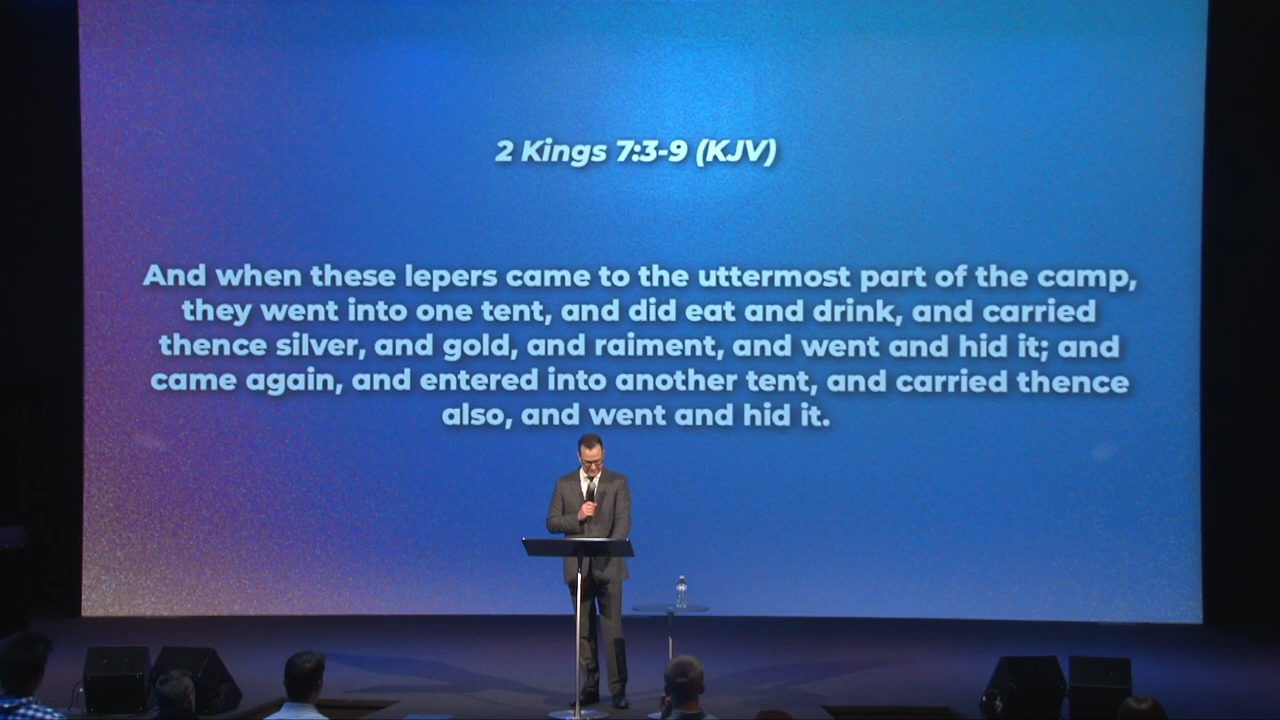 2 Kings 7:3-9 (KJV)
And when these lepers came to the uttermost part of the camp,
they went into one tent, and did eat and drink, and carried
thence silver, and gold, and raiment, and went and hid it; and
came again, and entered into another tent, and carried thence
also, and went and hid it.